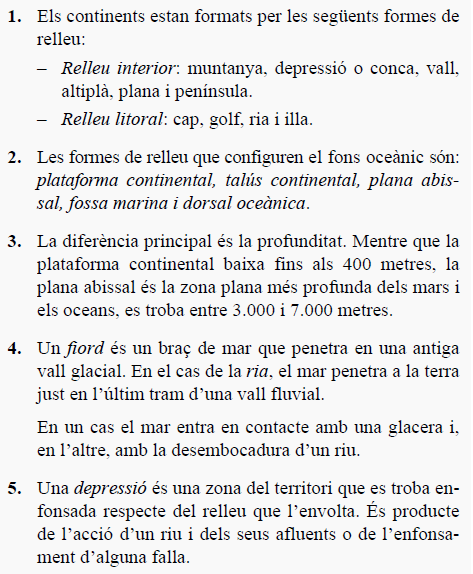 1. Els continents estan formats per les següents formes de
relleu:
– Relleu interior: muntanya, depressió o conca, vall,
altiplà, plana i península.
– Relleu litoral: cap, golf, ria i illa.
2. Les formes de relleu que configuren el fons oceànic són:
plataforma continental, talús continental, plana abis-
sal, fossa marina i dorsal oceànica.
3. La diferència principal és la profunditat. Mentre que la
plataforma continental baixa fins als 400 metres, la
plana abissal és la zona plana més profunda dels mars i
els oceans, es troba entre 3.000 i 7.000 metres.
4. Un fiord és un braç de mar que penetra en una antiga
vall glacial. En el cas de la ria, el mar penetra a la terra
just en l’últim tram d’una vall fluvial.
En un cas el mar entra en contacte amb una glacera i,
en l’altre, amb la desembocadura d’un riu.
5. Una depressió és una zona del territori que es troba en-
fonsada respecte del relleu que l’envolta. És producte
de l’acció d’un riu i dels seus afluents o de l’enfonsa-
ment d’alguna falla.